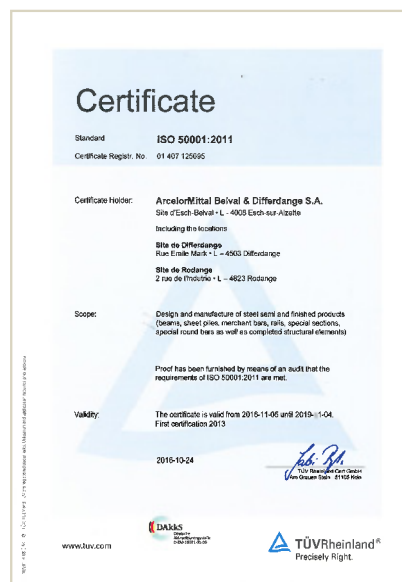 Certificate
Standard ISO 50001:2011
Certificate Registr. No. 01 407 125095
Certificate Holder: ArcelorMittal Belval & Differdange S.A.
Site d'Esch-Belval • L - 4008 Esch-sur-Alzette
Including the locations
Site de Differdange
Rue Emile Mark • L – 4503 Differdange
Site de Rodange
2 rue de l'Indutrie • L – 4823 Rodange
Scope: Design and manufacture of steel semi and finished products
(beams, sheet piles, merchant bars, rails, special sections,
special round bars as well as completed structural elements)
Proof has been furnished by means of an audit that the
requirements of ISO 50001:2011 are met.
Validity: The certificate is valid from 2016-11-05 until 2019-11-04.
First certification 2013
2016-10-24
TÜV Rheinland Cert GmbH
Am Grauen Stein · 51105 Köln
www.tuv.com
DAkkS
Deutsche
Akkreditierungsstelle
TÜVRheinland®
Precisely Right.